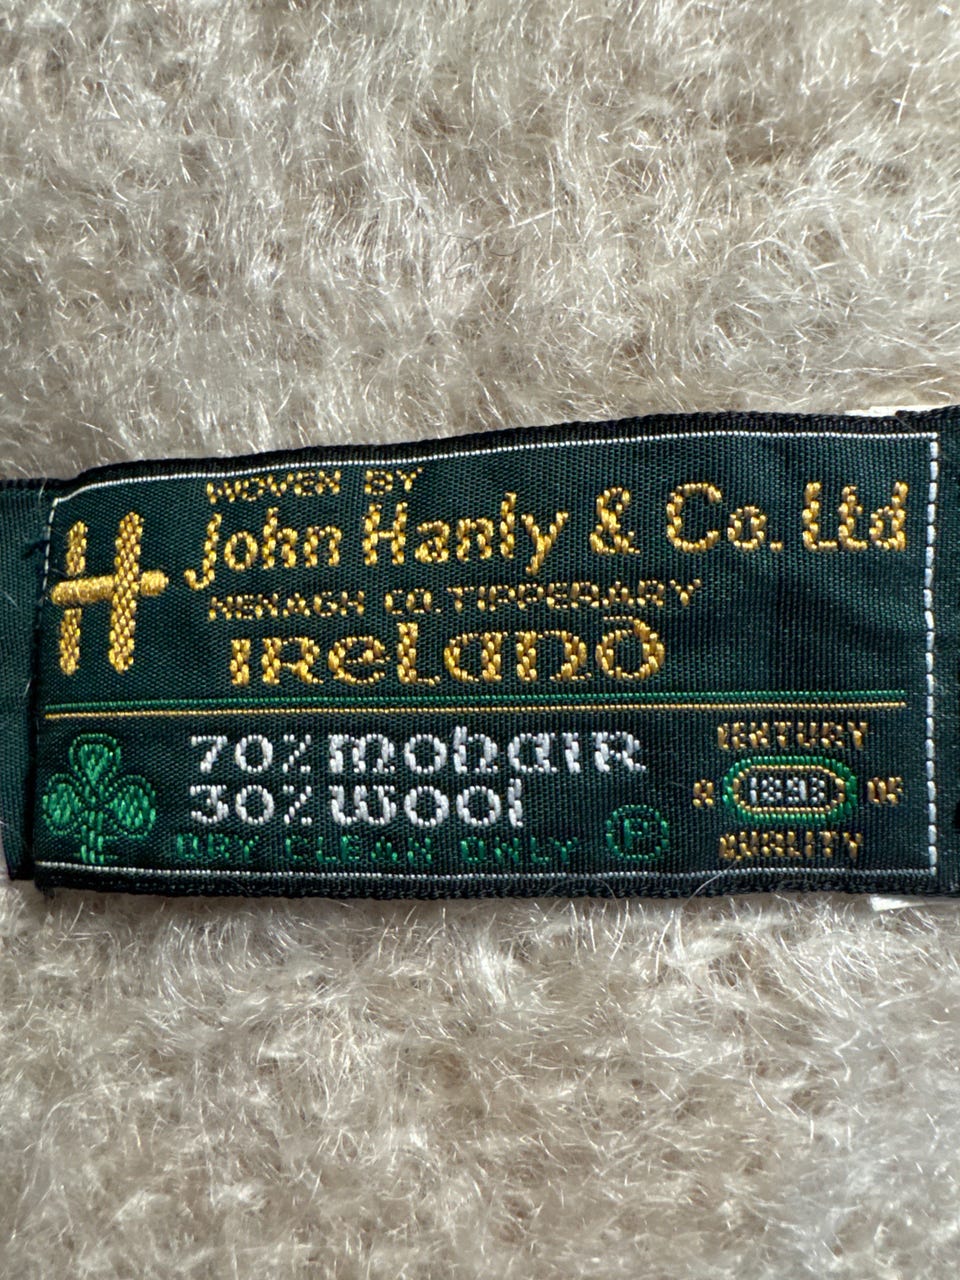 H
WOVEN BY
John Hanly & Co. Ltd
NENAGH CO. TIPPERARY
IRELAND
70% MOHAIR
30% WOOL
DRY CLEAN ONLY P
CENTURY
A 1893 OF
QUALITY